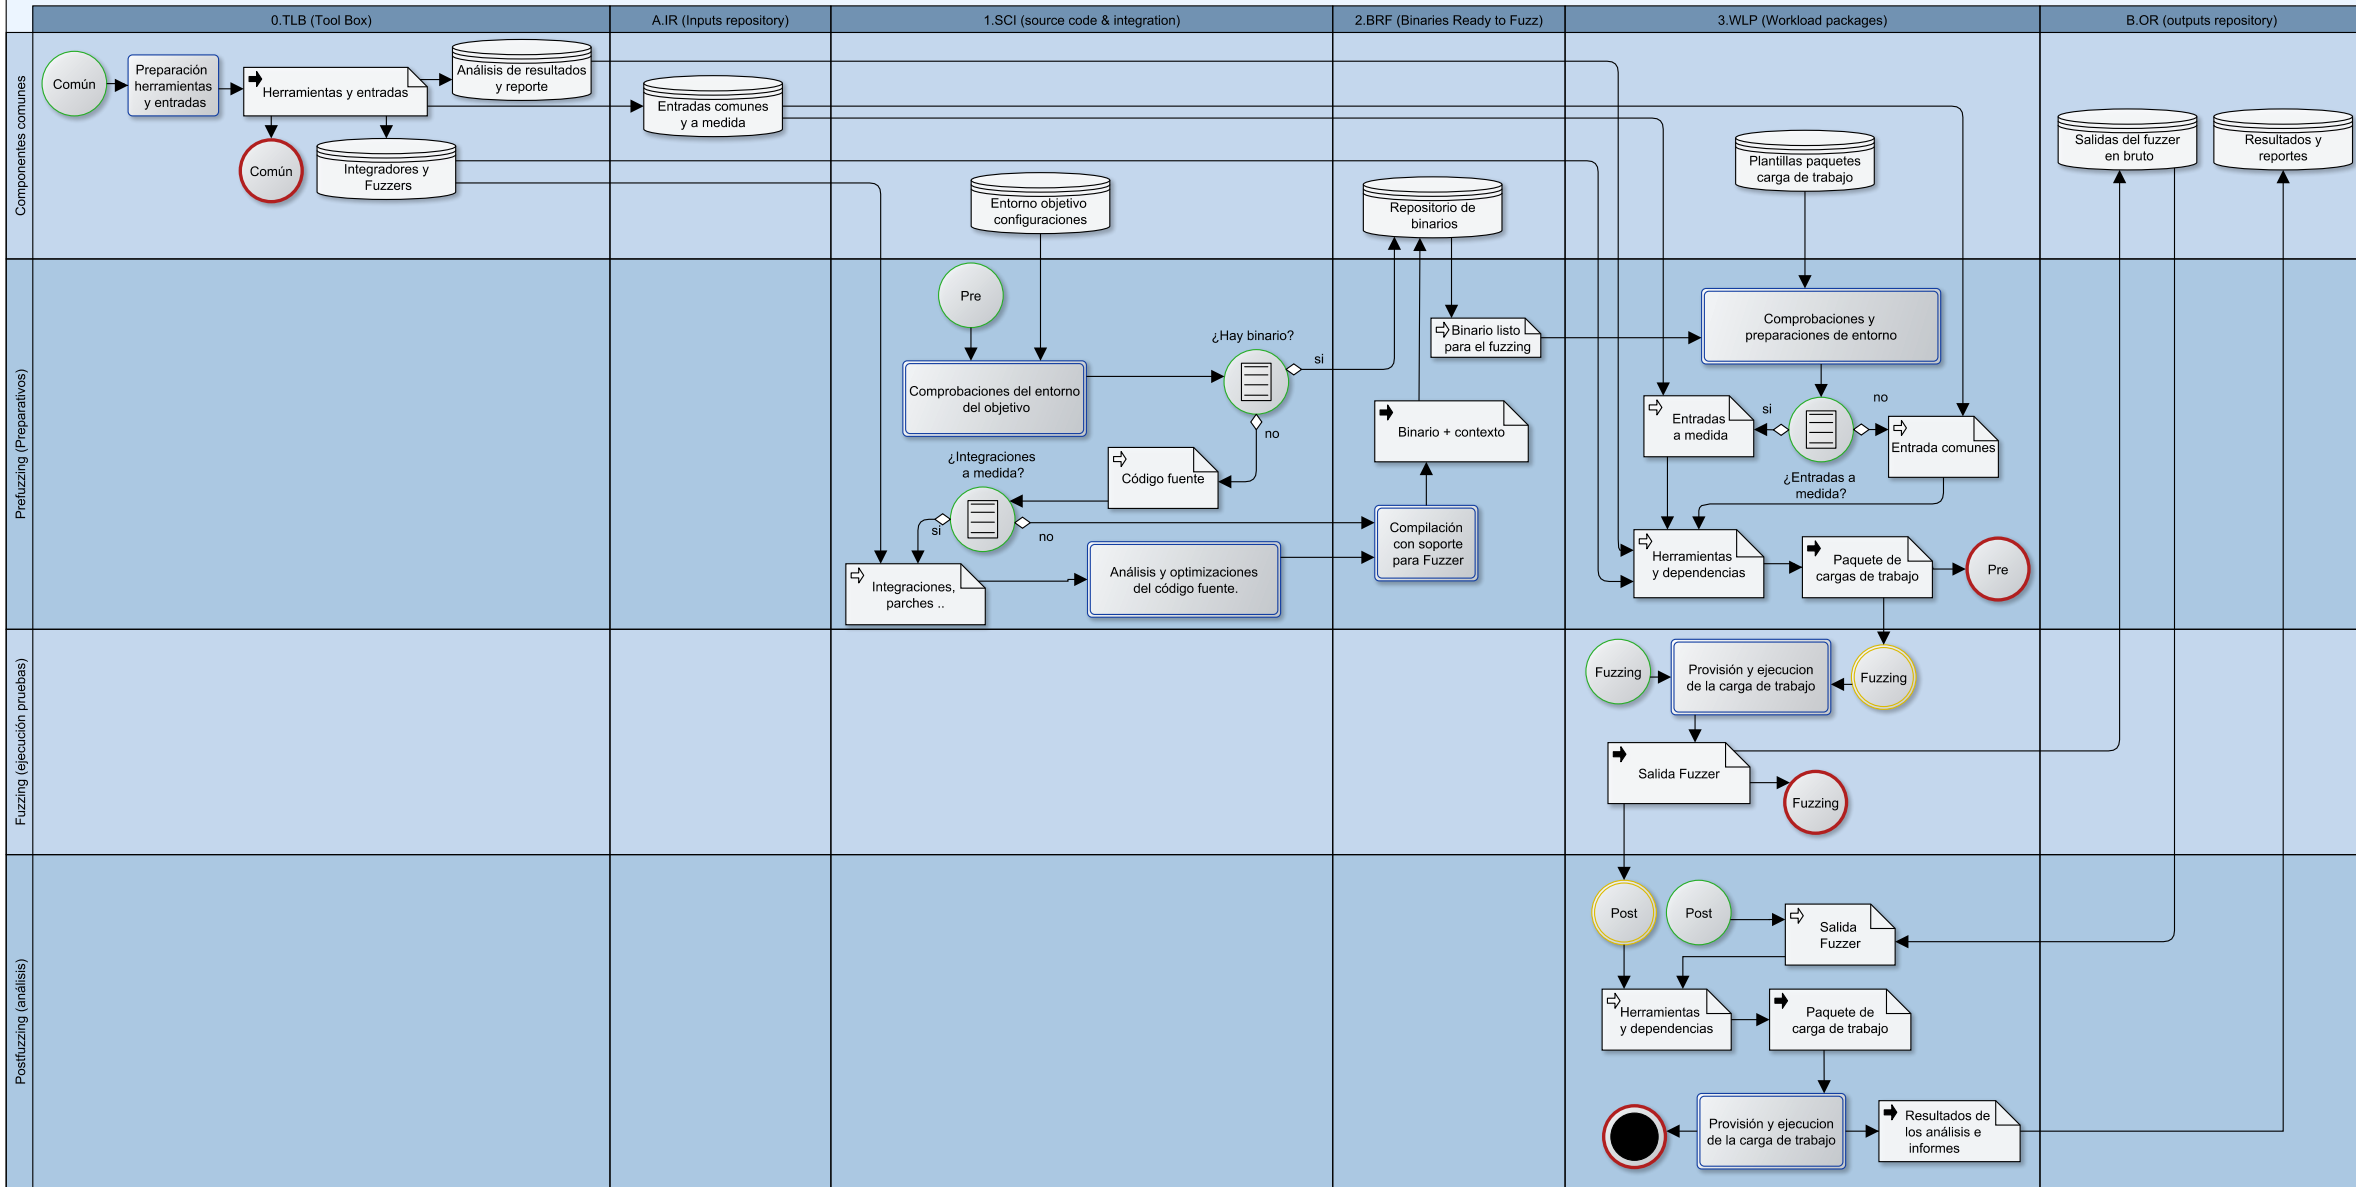 0.TLB (Tool Box)
A.IR (Inputs repository)
1.SCI (source code & integration)
2.BRF (Binaries Ready to Fuzz)
3.WLP (Workload packages)
B.OR (outputs repository)
Componentes comunes
Común
Preparación
herramientas
y entradas
Herramientas y entradas
Análisis de resultados
y reporte
Común
Integradores y
Fuzzers
Entradas comunes
y a medida
Entorno objetivo
configuraciones
Repositorio de
binarios
Plantillas paquetes
carga de trabajo
Salidas del fuzzer
en bruto
Resultados y
reportes
Prefuzzing (Preparativos)
Pre
Comprobaciones del entorno
del objetivo
¿Hay binario?
si
no
Código fuente
¿Integraciones
a medida?
si
no
Integraciones,
parches ..
Análisis y optimizaciones
del código fuente.
Binario listo
para el fuzzing
Binario + contexto
Compilación
con soporte
para Fuzzer
Comprobaciones y
preparaciones de entorno
si
no
Entradas
a medida
Entrada comunes
¿Entradas a
medida?
Herramientas
y dependencias
Paquete de
cargas de trabajo
Pre
Fuzzing (ejecución pruebas)
Fuzzing
Provisión y ejecucion
de la carga de trabajo
Fuzzing
Salida Fuzzer
Fuzzing
Postfuzzing (análisis)
Post
Post
Salida
Fuzzer
Herramientas
y dependencias
Paquete de
carga de trabajo
Provisión y ejecucion
de la carga de trabajo
Resultados de
los análisis e
informes